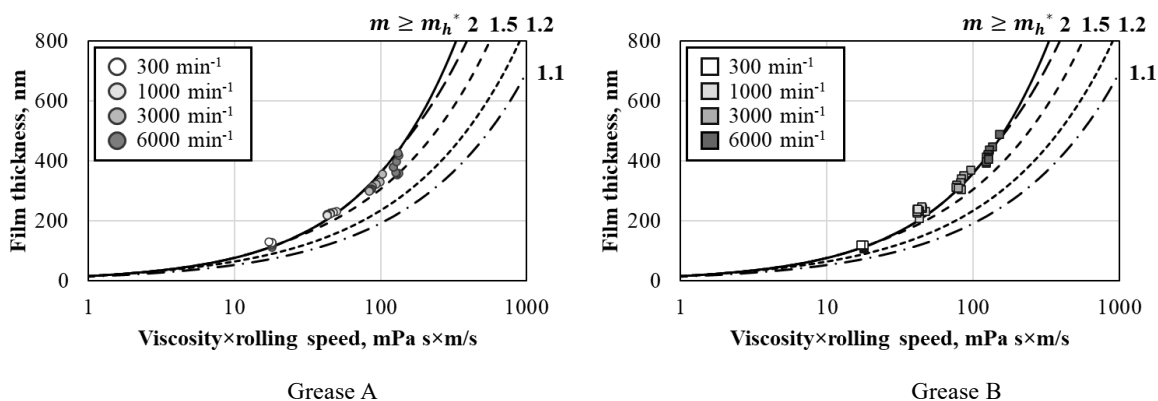 m ≥ m_h* 2 1.5 1.2
1.1
800
600
400
200
0
300 min⁻¹
1000 min⁻¹
3000 min⁻¹
6000 min⁻¹
Film thickness, nm
1 10 100 1000
Viscosity×rolling speed, mPa s×m/s
Grease A
m ≥ m_h* 2 1.5 1.2
1.1
800
600
400
200
0
300 min⁻¹
1000 min⁻¹
3000 min⁻¹
6000 min⁻¹
Film thickness, nm
1 10 100 1000
Viscosity×rolling speed, mPa s×m/s
Grease B